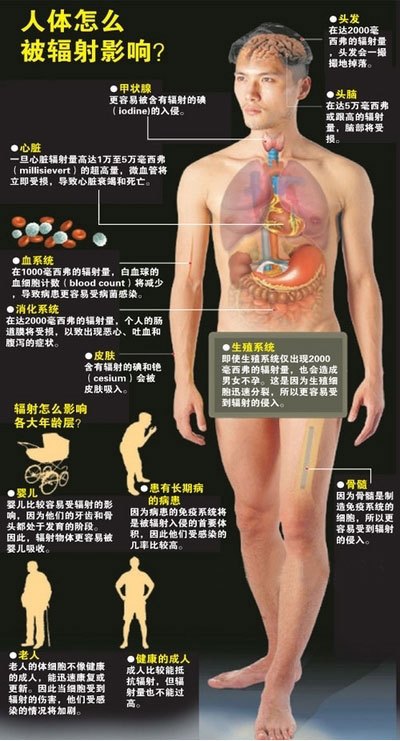 人体怎么
被辐射影响?
头发
在达2000毫
西弗的辐射量
，头发会一撮
撮地掉落。
甲状腺
更容易被含有辐射的碘
(iodine)的入侵。
头脑
在达5万毫西弗
或跟高的辐射
量，脑部将受
损。
心脏
一旦心脏辐射量高达1万至5万毫西弗
（millisievert）的超高量，微血管将
立即受损，导致心脏衰竭和死亡。
血系统
在1000毫西弗的辐射量，白血球的
血细胞计数（blood count）将减少
，导致病患更容易受病菌感染。
消化系统
在达2000毫西弗的辐射量，个人的肠
道膜将受损，以致出现恶心、吐血和
腹泻的症状。
皮肤
含有辐射的碘和铯
（cesium）会被
皮肤吸入。
生殖系统
即使生殖系统仅出现2000
毫西弗的辐射量，也会造成
男女不孕。这是因为生殖细
胞迅速分裂，所以更容易受
到辐射的侵入。
辐射怎么影响
各大年龄层?
婴儿
婴儿比较容易受辐射的影
响，因为他们的牙齿和骨
头都处于发育的阶段。
因此，辐射物体更容易被
婴儿吸收。
患有长期病
的病患
因为病患的免疫系统将
是被辐射入侵的首要体
积，因此他们受感染的
几率比较高。
骨髓
因为骨髓是制
造免疫系统的
细胞，所以更
容易受到辐射
的侵入。
老人
老人的体细胞不像健康
的成人，能迅速康复或
更新。因此当细胞受到
辐射的伤害，他们受感
染的情况将加剧。
健康的成人
成人比较能抵
抗辐射，但辐
射量也不能过
高。